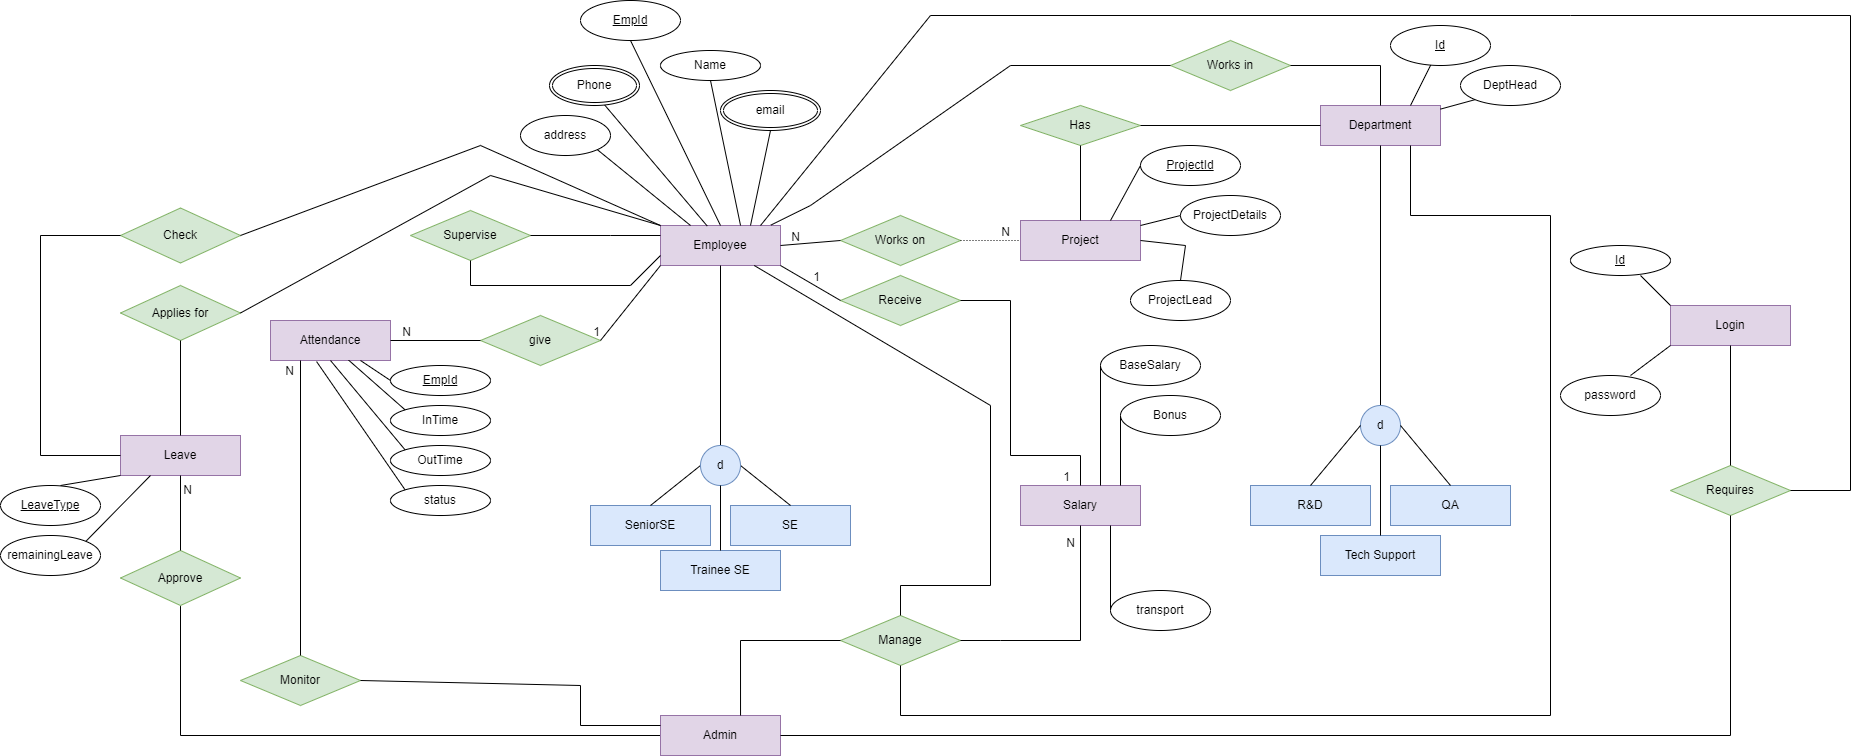 EmpId
Id
Name
Works in
Phone
DeptHead
email
address
Has
Department
ProjectId
ProjectDetails
Check
Supervise
Employee
N
Works on
N
Project
Id
1
Applies for
Receive
ProjectLead
Login
Attendance
N
give
1
N
EmpId
BaseSalary
password
InTime
Bonus
d
Leave
OutTime
d
1
N
LeaveType
status
Salary
R&D
QA
Requires
SeniorSE
SE
N
remainingLeave
Tech Support
Approve
Trainee SE
transport
Manage
Monitor
Admin